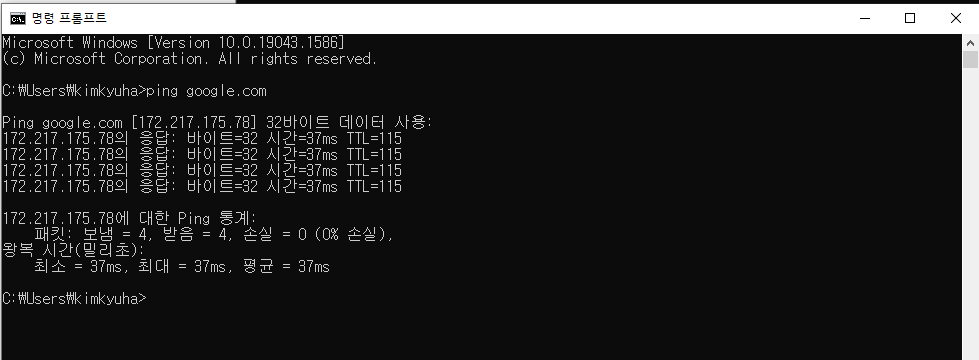 명령 프롬프트
Microsoft Windows [Version 10.0.19043.1586]
(c) Microsoft Corporation. All rights reserved.
C:₩Users₩kimkyuha>ping google.com
Ping google.com [172.217.175.78] 32바이트 데이터 사용:
172.217.175.78의 응답: 바이트=32 시간=37ms TTL=115
172.217.175.78의 응답: 바이트=32 시간=37ms TTL=115
172.217.175.78의 응답: 바이트=32 시간=37ms TTL=115
172.217.175.78의 응답: 바이트=32 시간=37ms TTL=115
172.217.175.78에 대한 Ping 통계:
패킷: 보냄 = 4, 받음 = 4, 손실 = 0 (0% 손실),
왕복 시간(밀리초):
최소 = 37ms, 최대 = 37ms, 평균 = 37ms
C:₩Users₩kimkyuha>